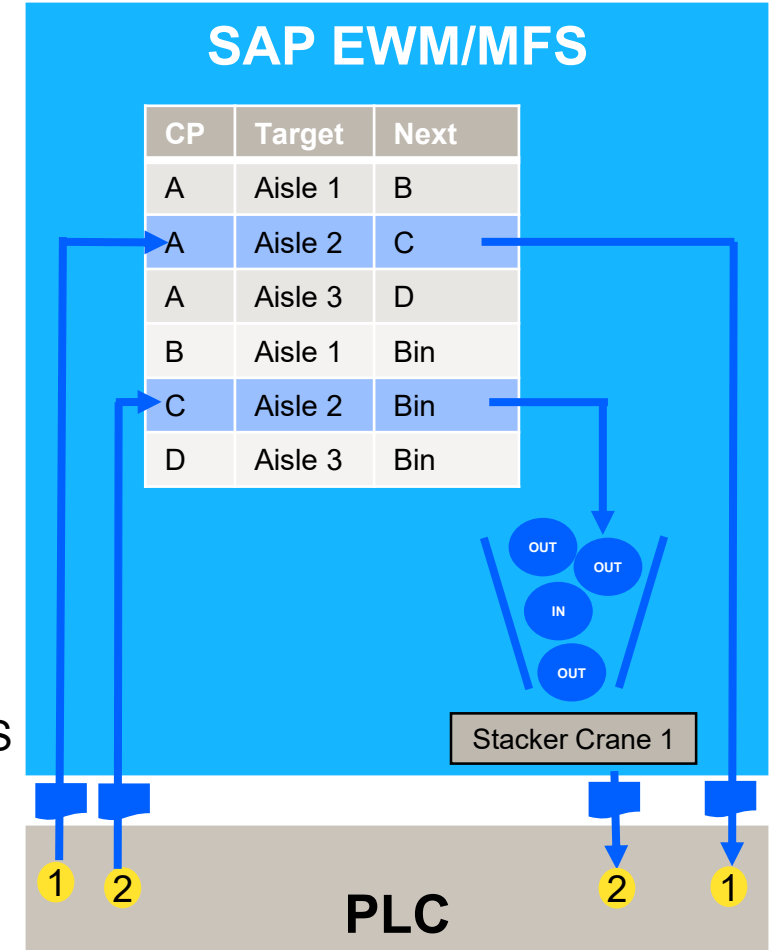 SAP EWM/MFS
CP Target Next
A Aisle 1 B
A Aisle 2 C
A Aisle 3 D
B Aisle 1 Bin
C Aisle 2 Bin
D Aisle 3 Bin
OUT
OUT
IN
OUT
S
Stacker Crane 1
1 2 2 1
PLC